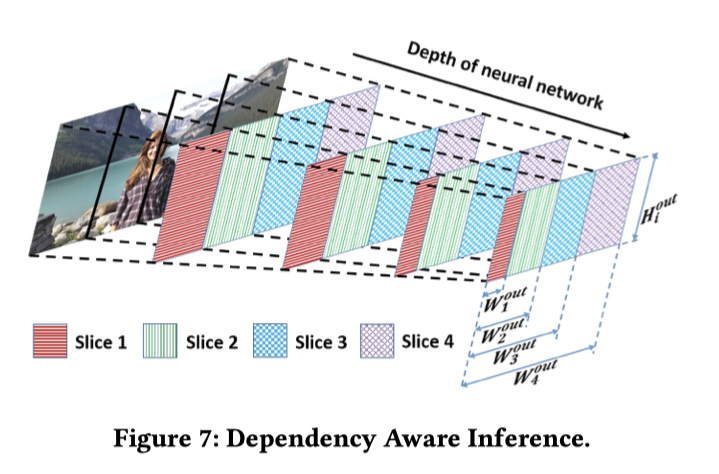 Depth of neural network
H_i^out
W_1^out
W_2^out
W_3^out
W_4^out
Slice 1
Slice 2
Slice 3
Slice 4
Figure 7: Dependency Aware Inference.